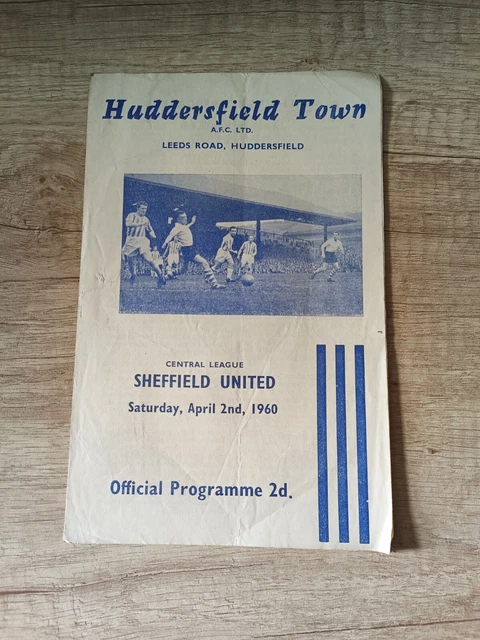 Huddersfield Town
A.F.C. LTD.
LEEDS ROAD, HUDDERSFIELD
CENTRAL LEAGUE
SHEFFIELD UNITED
Saturday, April 2nd, 1960
Official Programme 2d.